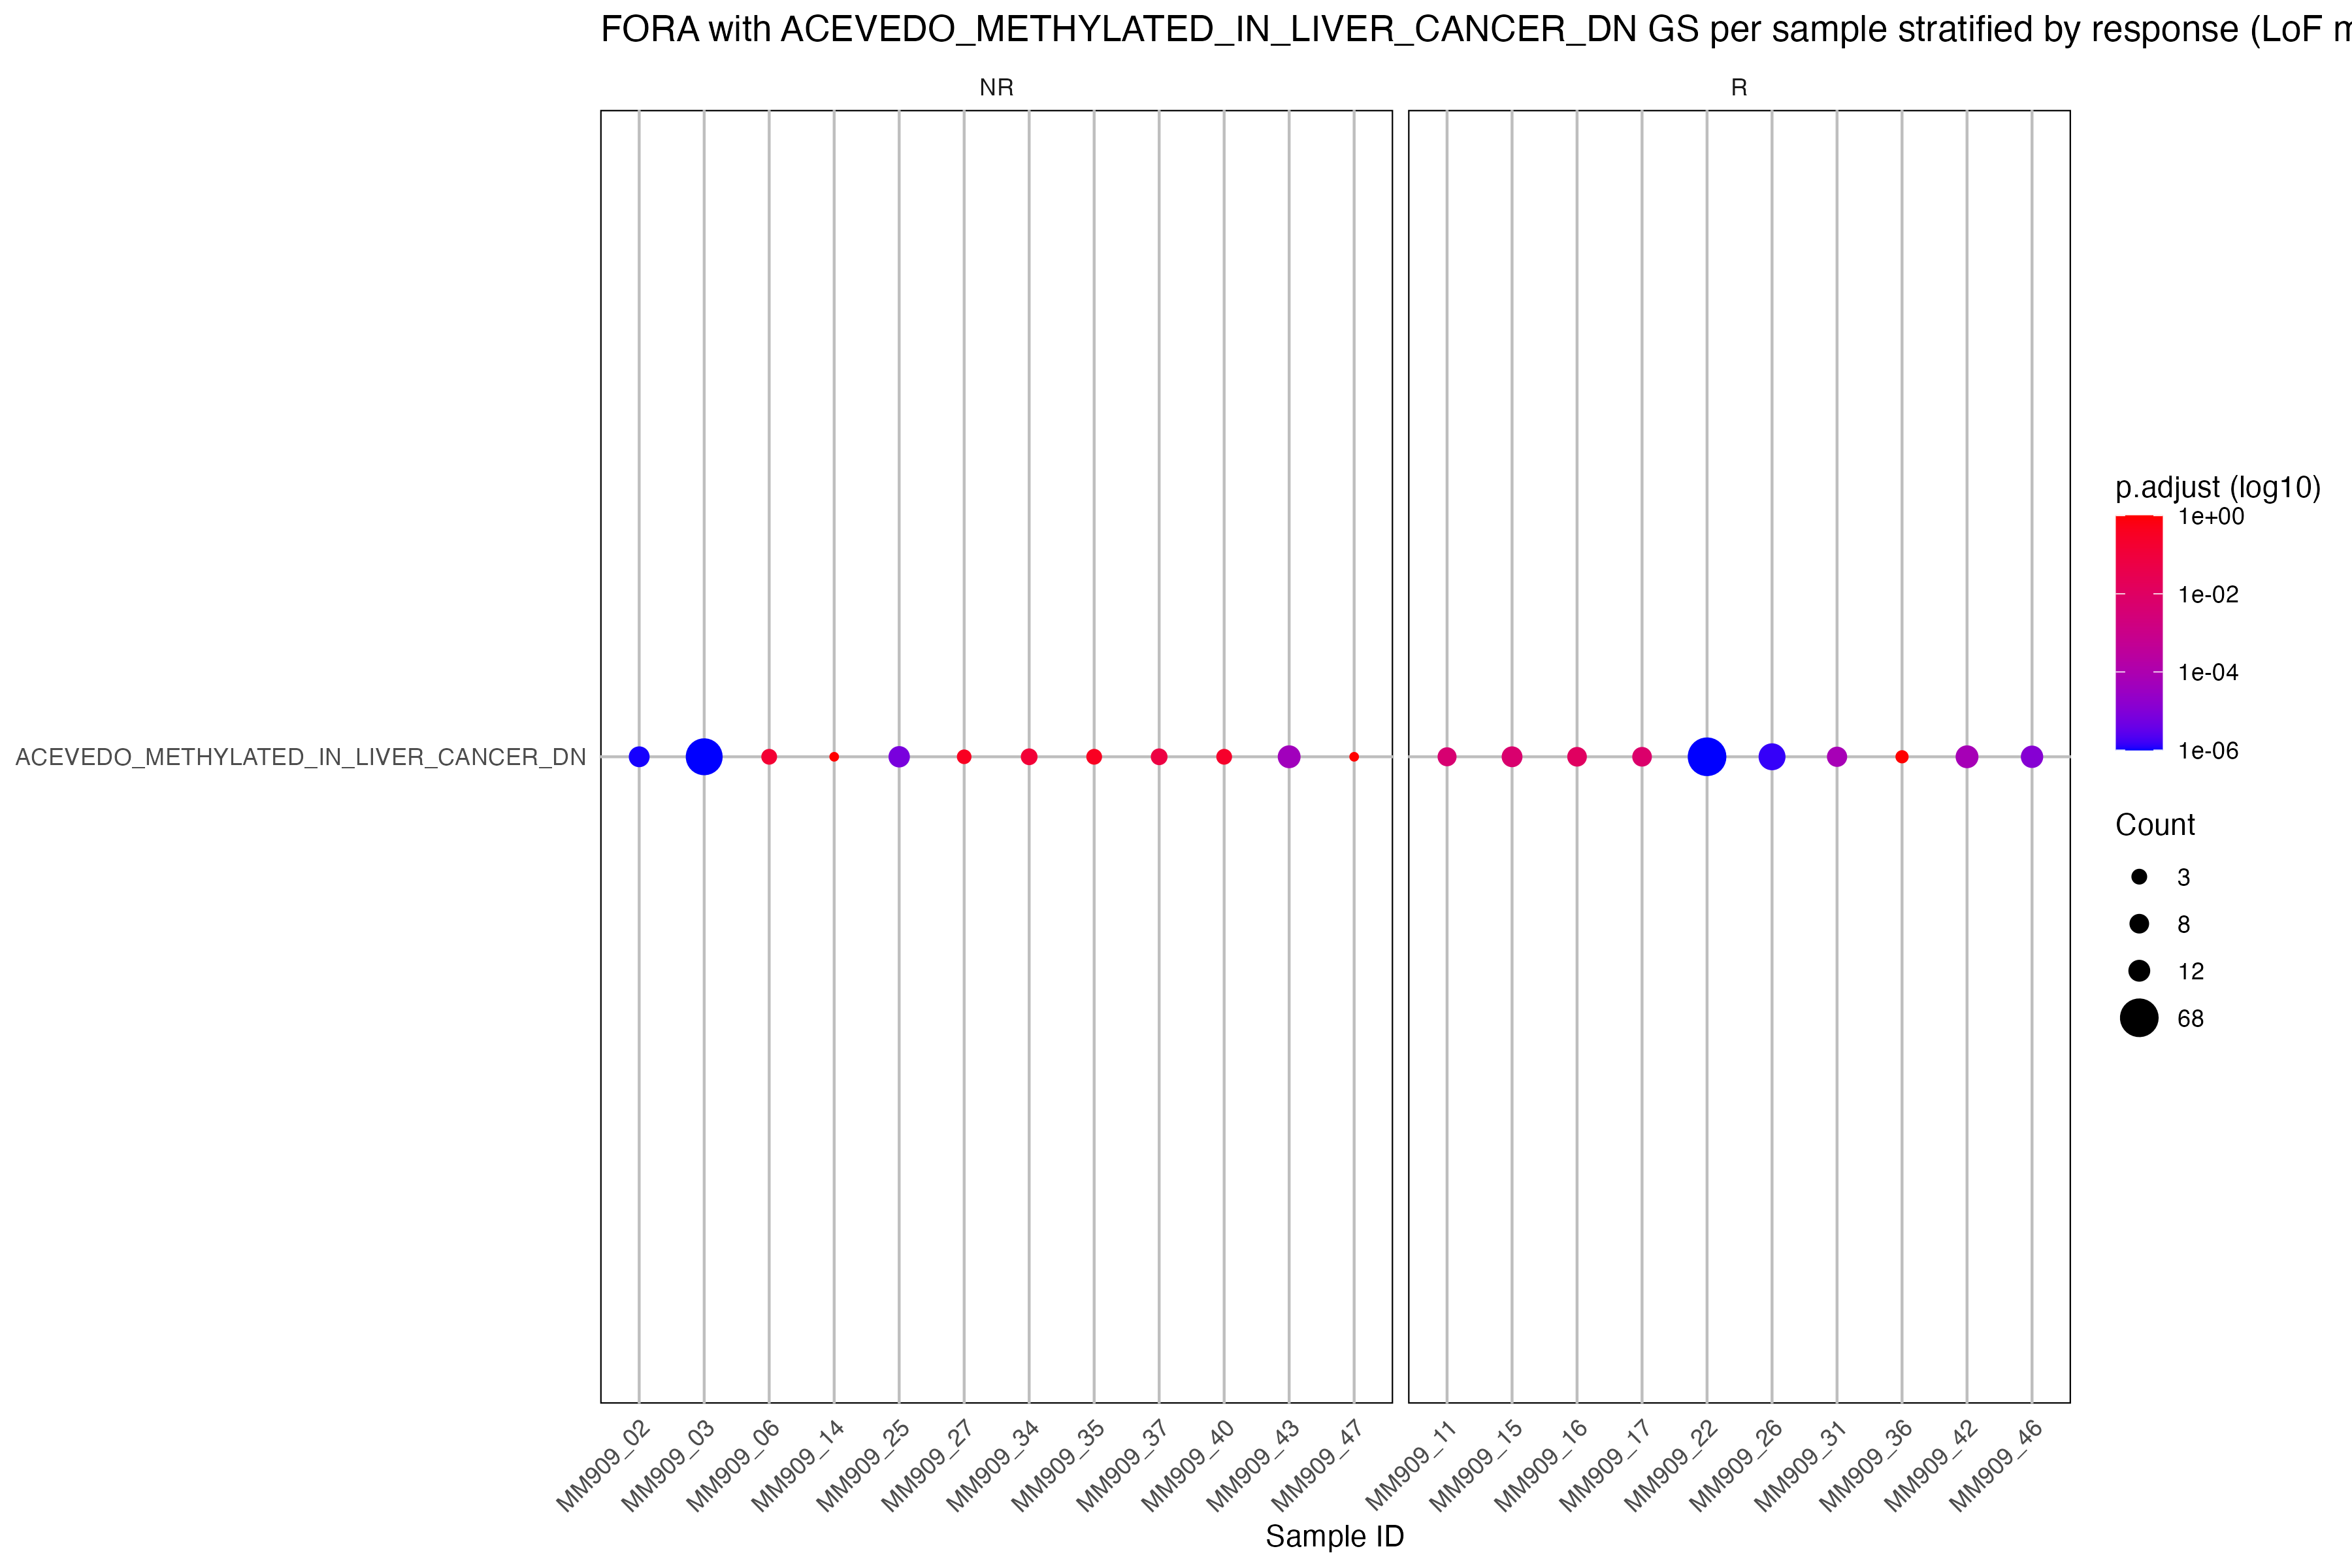 FORA with ACEVEDO_METHYLATED_IN_LIVER_CANCER_DN GS per sample stratified by response (LoF m
NR
R
ACEVEDO_METHYLATED_IN_LIVER_CANCER_DN
p.adjust (log10)
1e+00
1e-02
1e-04
1e-06
Count
3
8
12
68
MM909_02
MM909_03
MM909_06
MM909_14
MM909_25
MM909_27
MM909_34
MM909_35
MM909_37
MM909_40
MM909_43
MM909_47
MM909_11
MM909_15
MM909_16
MM909_17
MM909_22
MM909_26
MM909_31
MM909_36
MM909_42
MM909_46
Sample ID